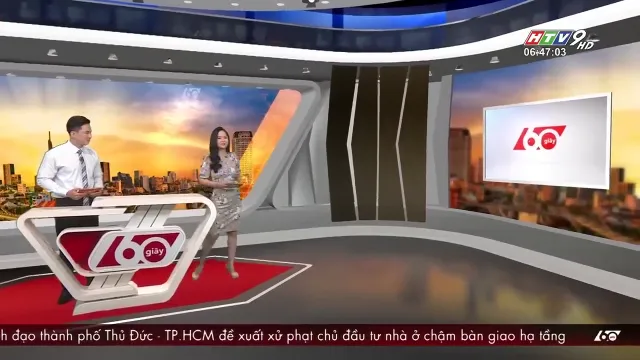 HTV9 HD
06:47:03
60 giây
60 giây
h đạo thành phố Thủ Đức - TP.HCM đề xuất xử phạt chủ đầu tư nhà ở chậm bàn giao hạ tầng
60